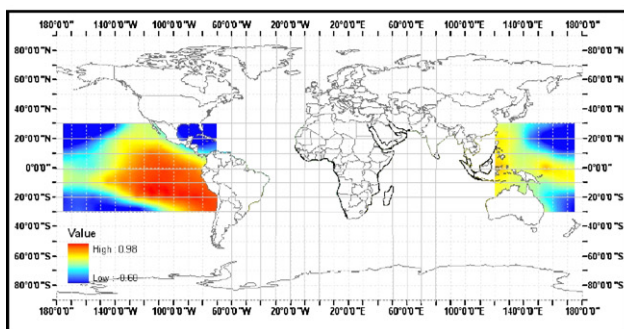 180°0'0" 140°0'0"W 100°0'0"W 60°0'0"W 20°0'0"W 20°0'0"E 60°0'0"E 100°0'0"E 140°0'0"E 180°0'0"
80°0'0"N 80°0'0"N
60°0'0"N 60°0'0"N
40°0'0"N 40°0'0"N
20°0'0"N 20°0'0"N
0°0'0" 0°0'0"
20°0'0"S 20°0'0"S
40°0'0"S 40°0'0"S
60°0'0"S 60°0'0"S
80°0'0"S 80°0'0"S
Value
High : 0.98
Low : -0.60
180°0'0" 140°0'0"W 100°0'0"W 60°0'0"W 20°0'0"W 20°0'0"E 60°0'0"E 100°0'0"E 140°0'0"E 180°0'0"